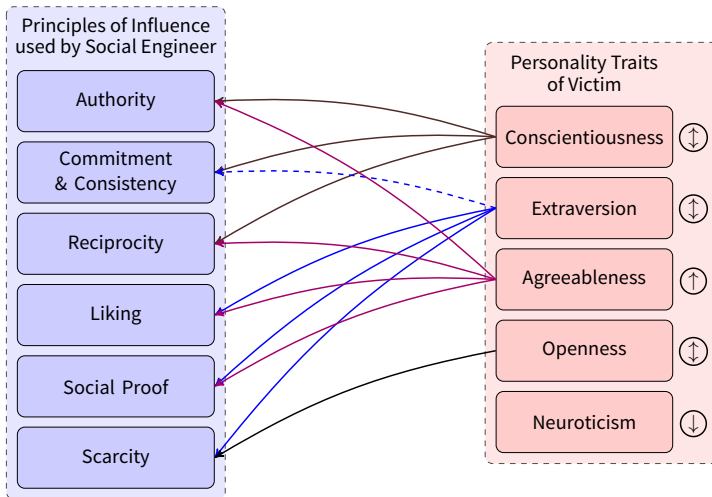 Principles of Influence
used by Social Engineer
Authority
Commitment
& Consistency
Reciprocity
Liking
Social Proof
Scarcity
Personality Traits
of Victim
Conscientiousness
↕
Extraversion
↕
Agreeableness
↑
Openness
↕
Neuroticism
↓